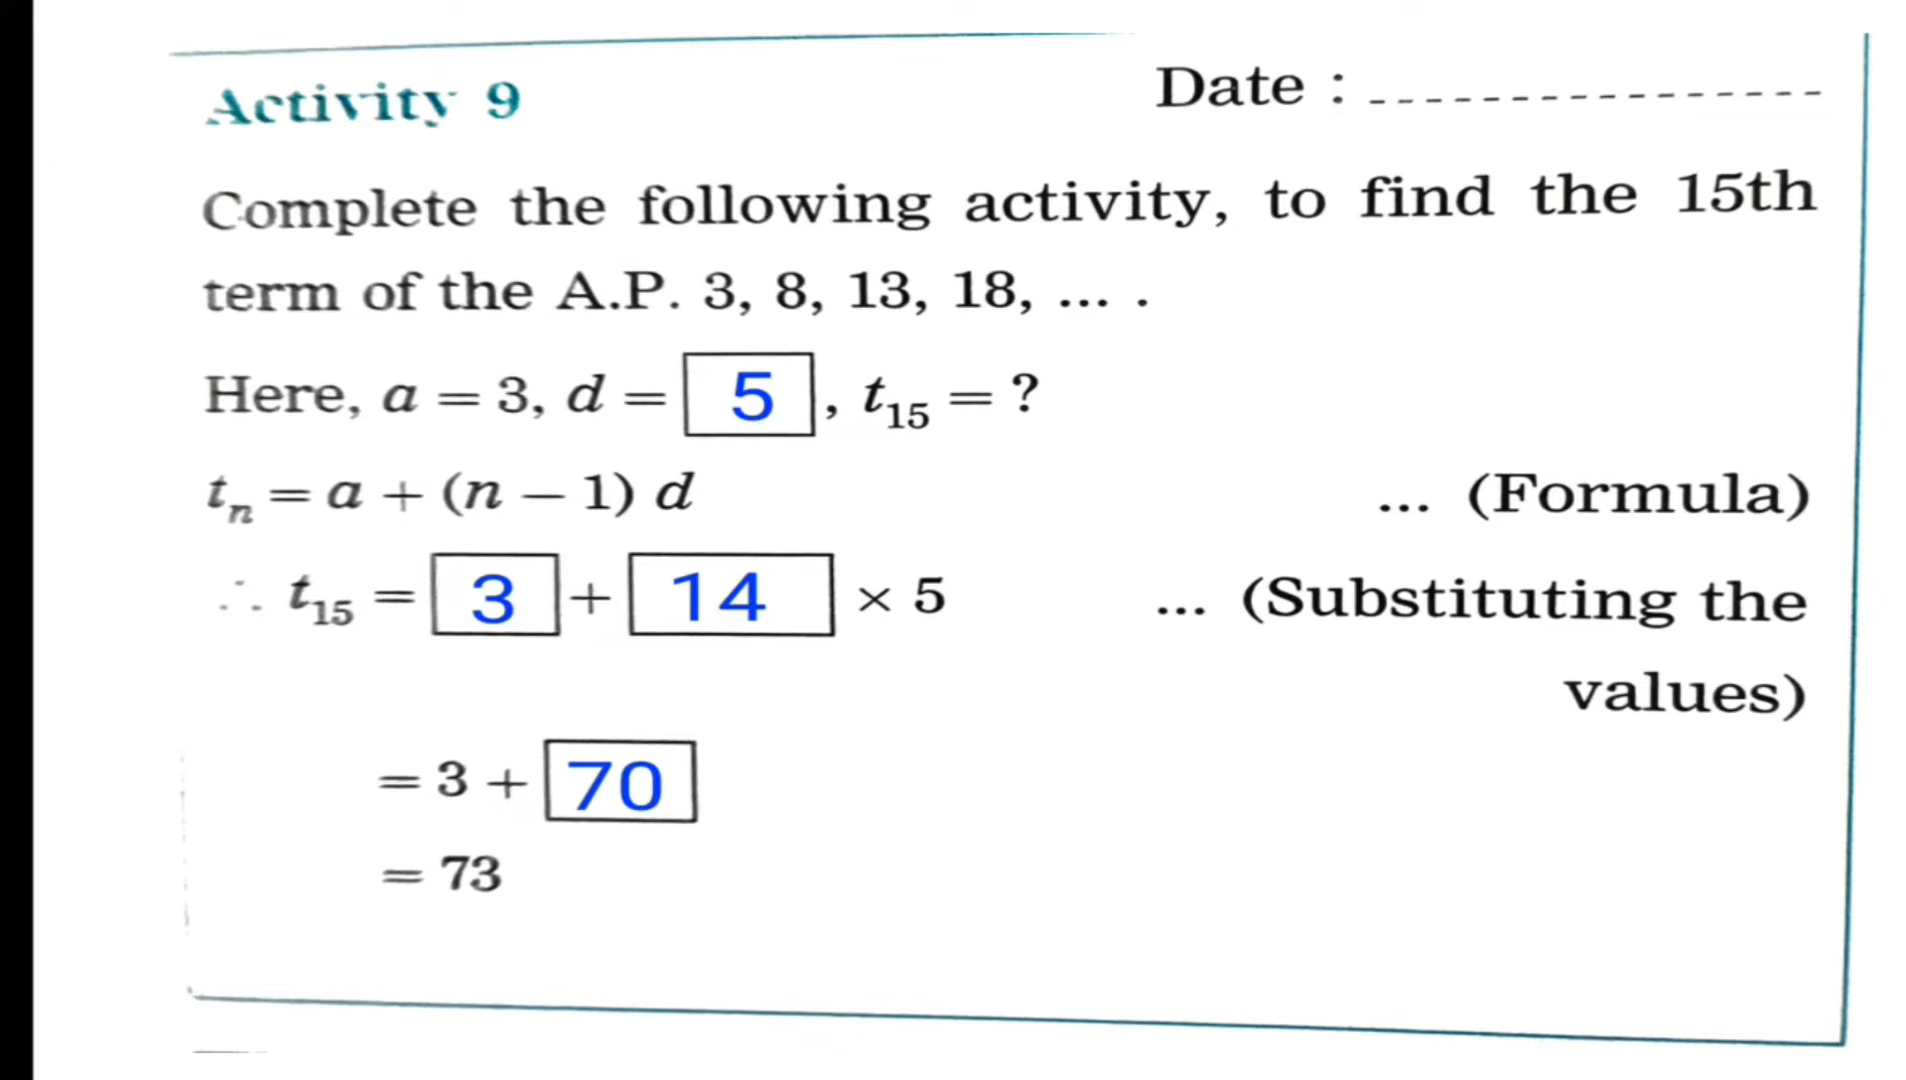 Activity 9
Date : ................
Complete the following activity, to find the 15th
term of the A.P. 3, 8, 13, 18, ... .
Here, a = 3, d = 5, t₁₅ = ?
tₙ = a + (n – 1) d ... (Formula)
∴ t₁₅ = 3 + 14 × 5 ... (Substituting the
values)
= 3 + 70
= 73